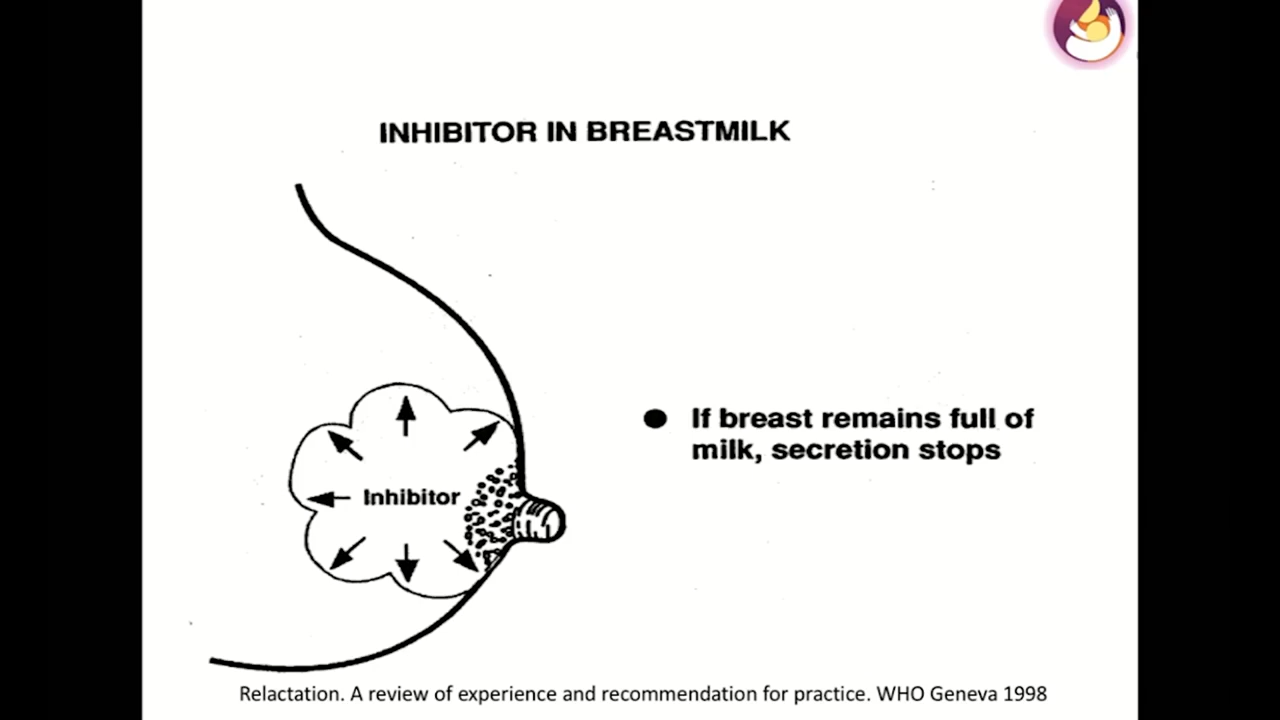 INHIBITOR IN BREASTMILK
● If breast remains full of
milk, secretion stops
Inhibitor
Relactation. A review of experience and recommendation for practice. WHO Geneva 1998